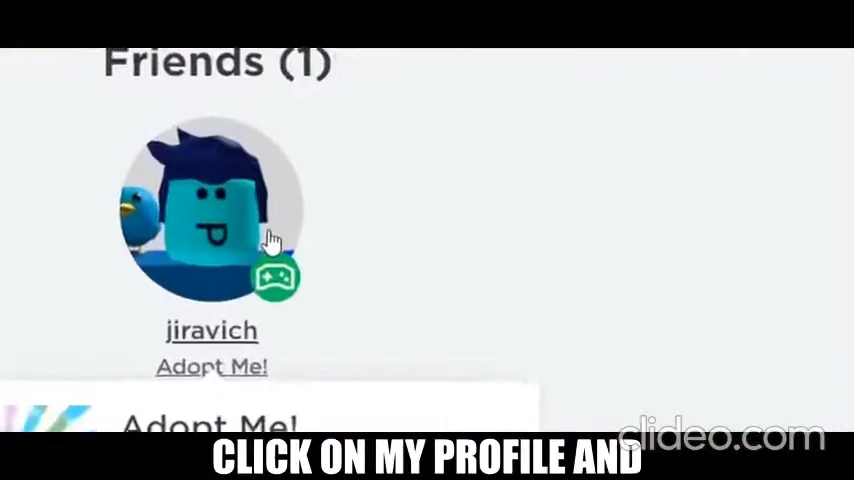 Friends (1)
jiravich
Adopt Me!
Adopt Me!
clideo.com
CLICK ON MY PROFILE AND